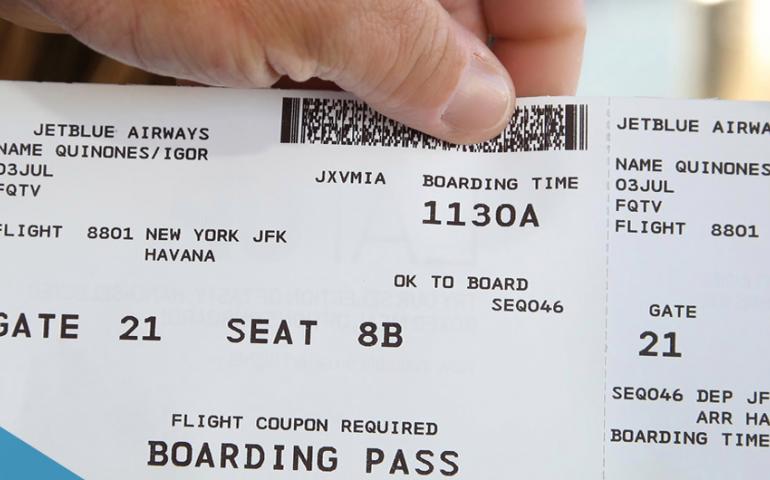 JETBLUE AIRWAYS
NAME QUINONES/IGOR
03JUL
FQTV
JXVMIA
BOARDING TIME
1130A
FLIGHT 8801 NEW YORK JFK
HAVANA
OK TO BOARD
SEQ046
GATE 21 SEAT 8B
FLIGHT COUPON REQUIRED
BOARDING PASS
JETBLUE AIRWA
NAME QUINONES
03JUL
FQTV
FLIGHT 8801
GATE
21
SEQ046 DEP JF
ARR HA
BOARDING TIME